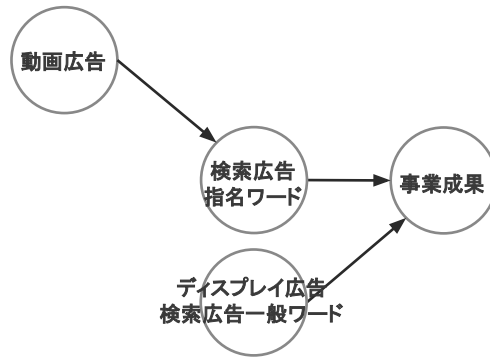 動画広告
検索広告
指名ワード
事業成果
ディスプレイ広告
検索広告一般ワード